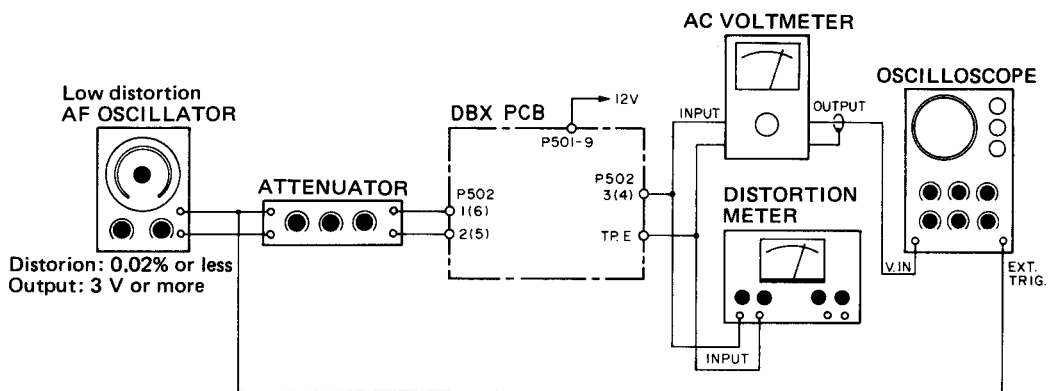 AC VOLTMETER
OSCILLOSCOPE
Low distortion
AF OSCILLATOR
DBX PCB
12V
P501-9
INPUT
OUTPUT
ATTENUATOR
P502
1(6)
2(5)
P502
3(4)
TP. E
DISTORTION
METER
Distorion: 0,02% or less
Output: 3 V or more
V.IN
EXT.
TRIG.
INPUT